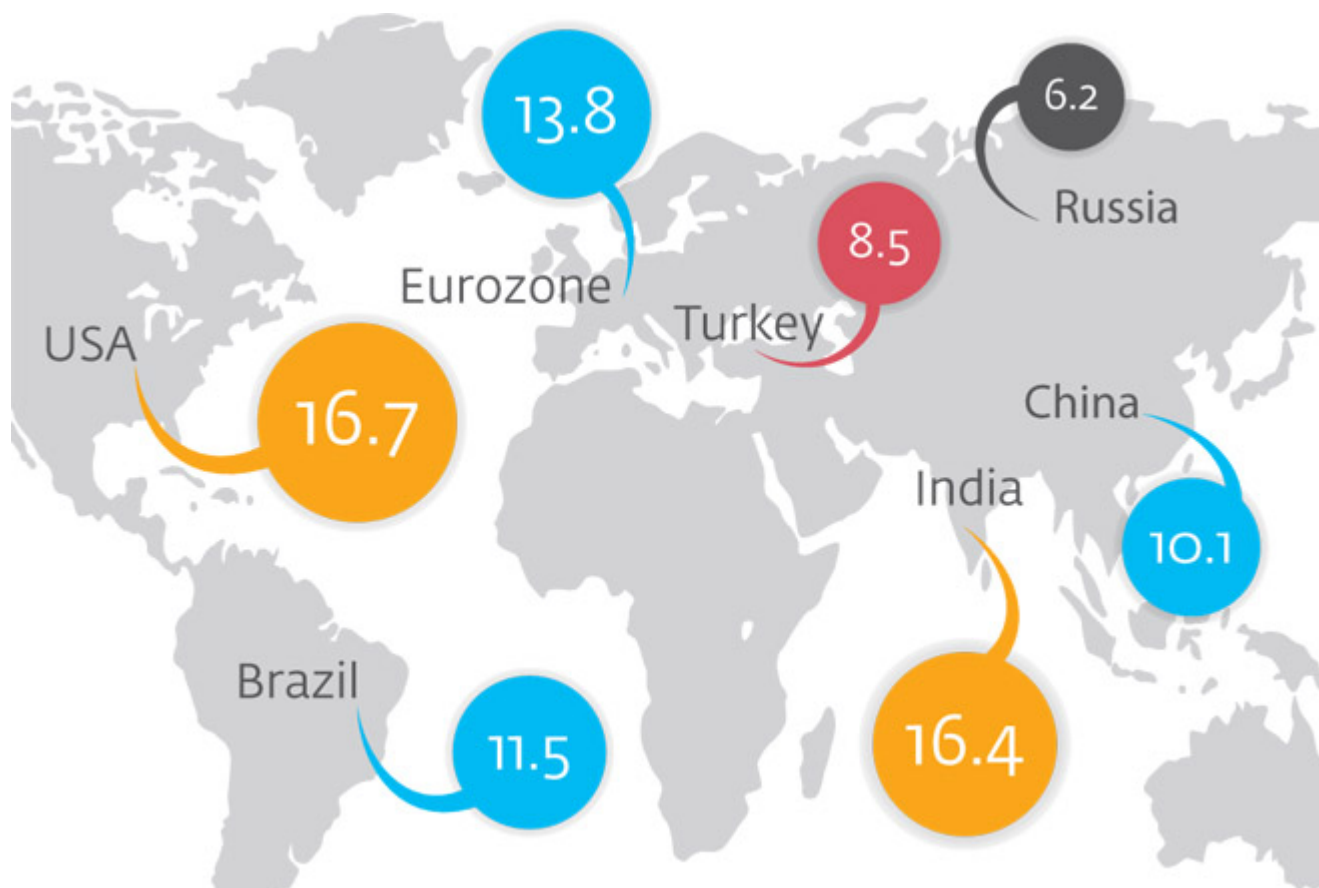 13.8
6.2
Russia
8.5
Eurozone
Turkey
USA
16.7
China
India
10.1
Brazil
11.5
16.4